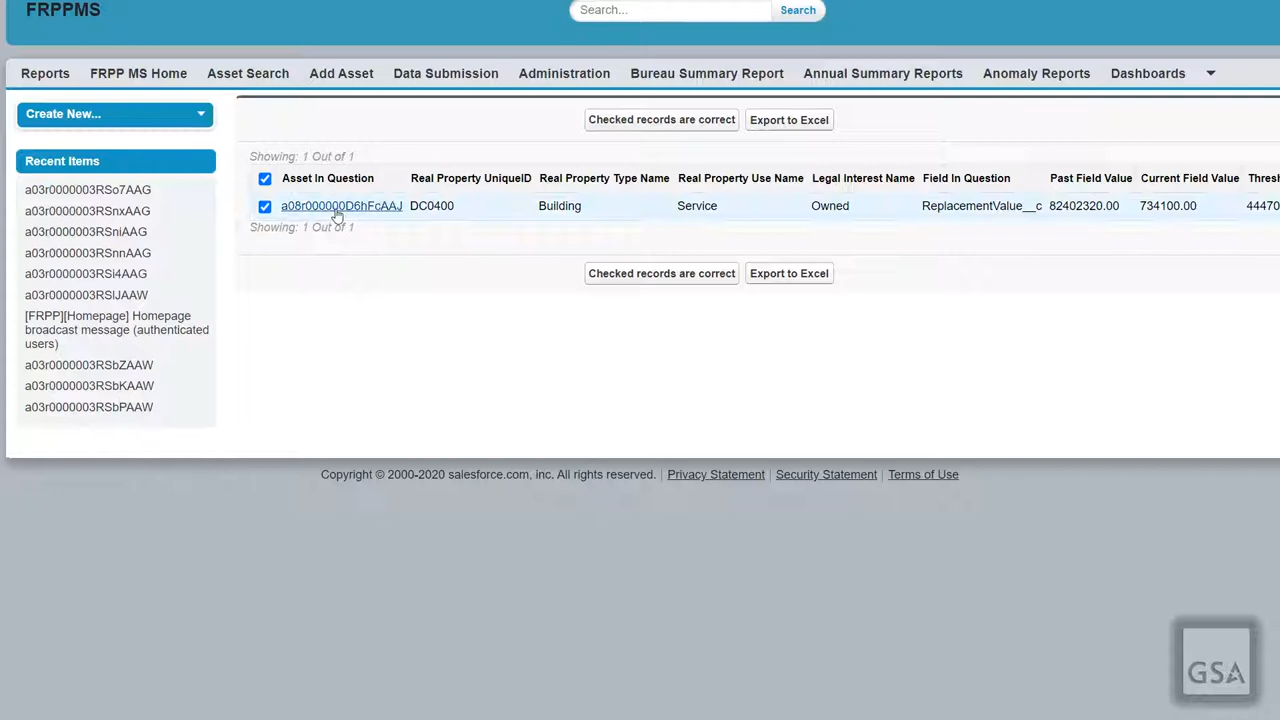 FRPPMS
Search...
Search
Reports FRPP MS Home Asset Search Add Asset Data Submission Administration Bureau Summary Report Annual Summary Reports Anomaly Reports Dashboards
Create New...
Checked records are correct Export to Excel
Recent Items
a03r0000003RSo7AAG
a03r0000003RSnxAAG
a03r0000003RSniAAG
a03r0000003RSnnAAG
a03r0000003RSi4AAG
a03r0000003RSlJAAW
[FRPP][Homepage] Homepage
broadcast message (authenticated
users)
a03r0000003RSbZAAW
a03r0000003RSbKAAW
a03r0000003RSbPAAW
Showing: 1 Out of 1
Asset In Question Real Property UniqueID Real Property Type Name Real Property Use Name Legal Interest Name Field In Question Past Field Value Current Field Value Thresh
a08r000000D6hFcAAJ DC0400 Building Service Owned ReplacementValue__c 82402320.00 734100.00 44470
Showing: 1 Out of 1
Checked records are correct Export to Excel
Copyright © 2000-2020 salesforce.com, inc. All rights reserved. | Privacy Statement | Security Statement | Terms of Use
GSA